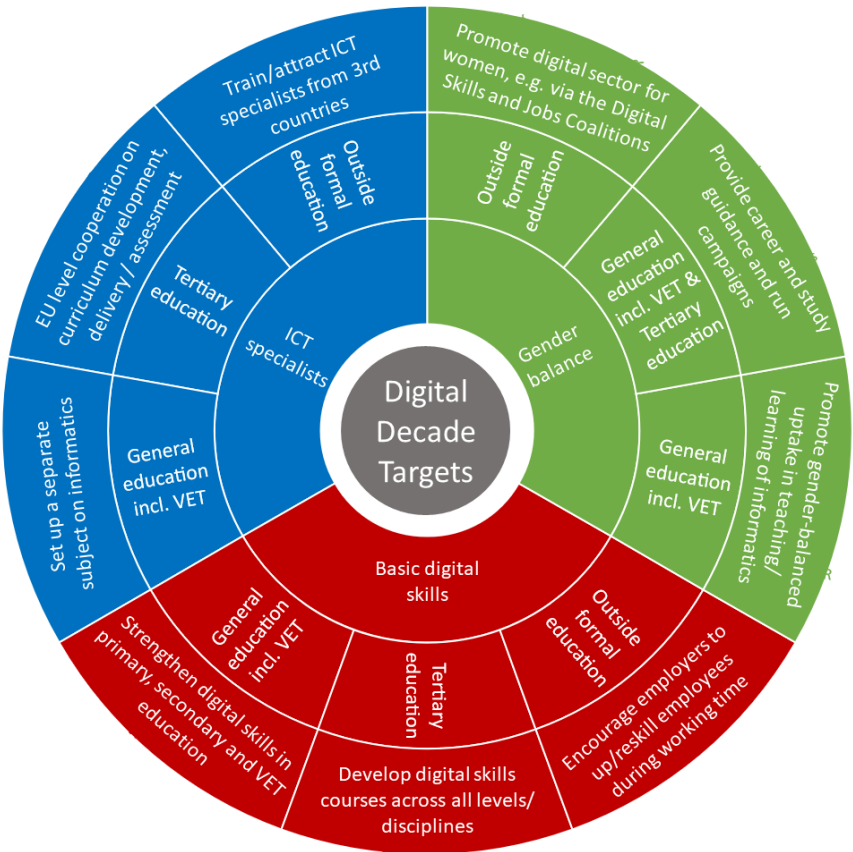 Digital
Decade
Targets
Gender
balance
Outside
formal
education
Promote digital sector for
women, e.g. via the Digital
Skills and Jobs Coalitions
General
education
incl. VET &
Tertiary
education
Provide career and study
guidance and run
campaigns
General
education
incl. VET
Promote gender-balanced
uptake in teaching/
learning of informatics
Basic digital
skills
Outside
formal
education
Encourage employers to
up/reskill employees
during working time
Tertiary
education
Develop digital skills
courses across all levels/
disciplines
General
education
incl. VET
Strengthen digital skills in
primary, secondary and VET
education
ICT
specialists
General
education
incl. VET
Set up a separate
subject on informatics
Tertiary
education
EU level cooperation on
curriculum development,
delivery/ assessment
Outside
formal
education
Train/attract ICT
specialists from 3rd
countries